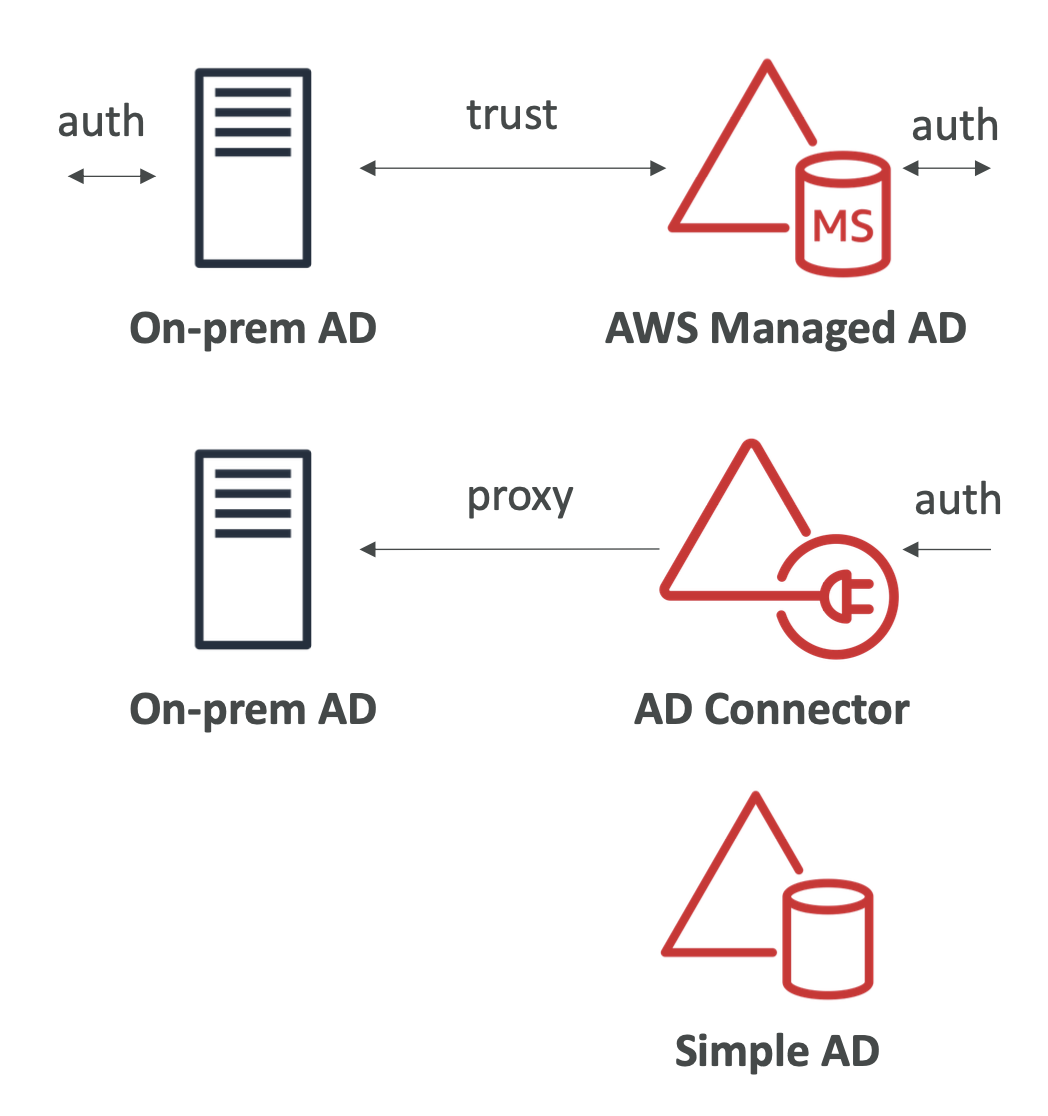 auth
trust
auth
MS
On-prem AD
AWS Managed AD
proxy
auth
On-prem AD
AD Connector
Simple AD